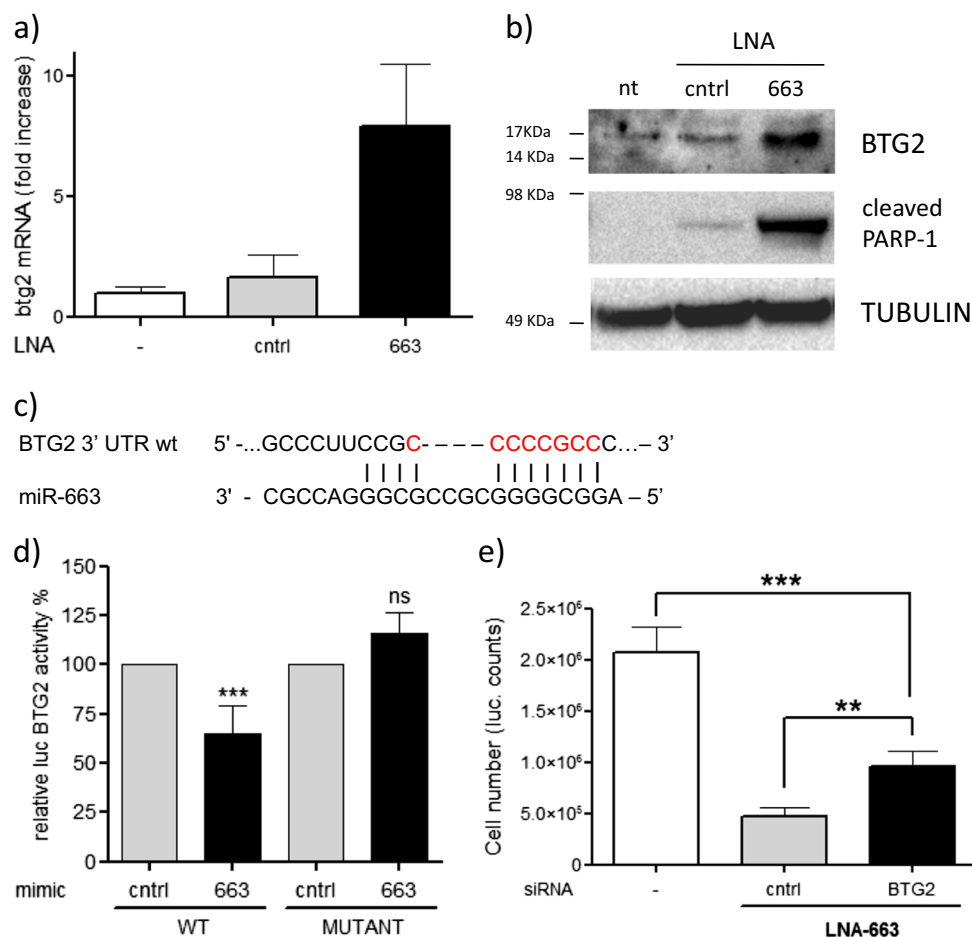 a)
btg2 mRNA (fold increase)
10
5
0
LNA
-
cntrl
663
b)
LNA
nt
cntrl
663
17KDa
14 KDa
BTG2
98 KDa
cleaved
PARP-1
49 KDa
TUBULIN
c)
BTG2 3' UTR wt 5' -...GCCCUUCCGC- – – – CCCCGCCC...– 3'
miR-663 3' - CGCCAGGGCGCCGCGGGGCGGA – 5'
d)
relative luc BTG2 activity %
150
125
100
75
50
25
0
***
ns
mimic
cntrl
663
cntrl
663
WT
MUTANT
e)
Cell number (luc. counts)
2.5×10⁶
2.0×10⁶
1.5×10⁶
1.0×10⁶
5.0×10⁵
0
***
**
siRNA
-
cntrl
BTG2
LNA-663